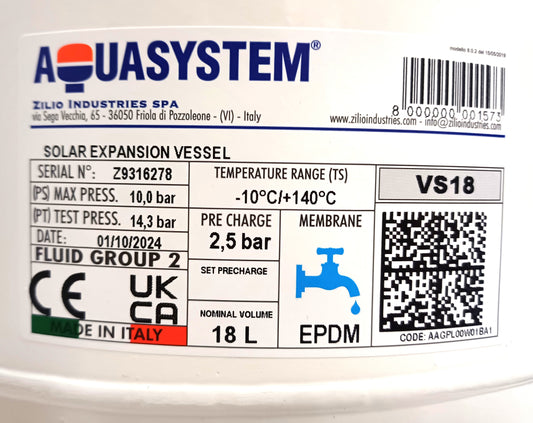 AQUASYSTEM®
modello 8.0.2 del 15/05/2019
ZILIO INDUSTRIES SPA
via Sega Vecchia, 65 - 36050 Friola di Pozzoleone - (VI) - Italy
8 000000 001573
www.zilioindustries.com - info@zilioindustries.com
SOLAR EXPANSION VESSEL
SERIAL N°: Z9316278
(PS) MAX PRESS. 10,0 bar
(PT) TEST PRESS. 14,3 bar
DATE: 01/10/2024
FLUID GROUP 2
CE UK CA
MADE IN ITALY
TEMPERATURE RANGE (TS)
-10°C/+140°C
PRE CHARGE
2,5 bar
SET PRECHARGE
NOMINAL VOLUME
18 L
MEMBRANE
EPDM
VS18
CODE: AAGPL00W01BA1